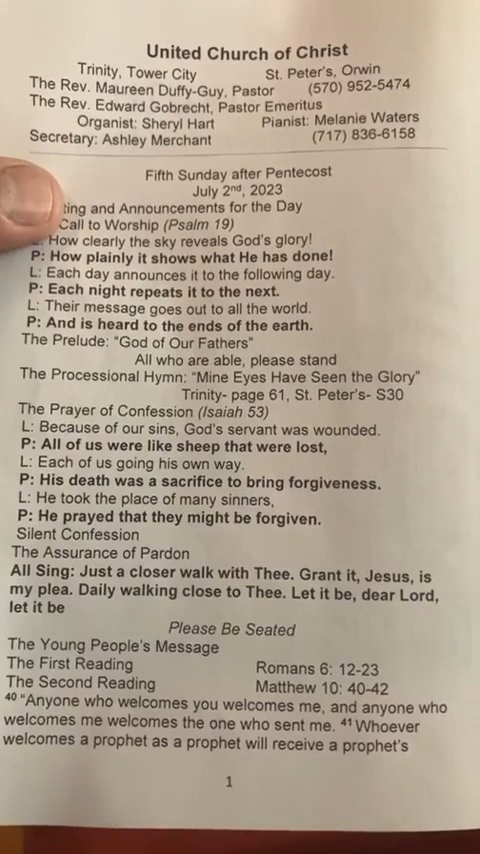 United Church of Christ
Trinity, Tower City St. Peter's, Orwin
The Rev. Maureen Duffy-Guy, Pastor (570) 952-5474
The Rev. Edward Gobrecht, Pastor Emeritus
Organist: Sheryl Hart Pianist: Melanie Waters
Secretary: Ashley Merchant (717) 836-6158
Fifth Sunday after Pentecost
July 2nd, 2023
and Announcements for the Day
Call to Worship (Psalm 19)
L: How clearly the sky reveals God's glory!
P: How plainly it shows what He has done!
L: Each day announces it to the following day.
P: Each night repeats it to the next.
L: Their message goes out to all the world.
P: And is heard to the ends of the earth.
The Prelude: "God of Our Fathers"
All who are able, please stand
The Processional Hymn: "Mine Eyes Have Seen the Glory"
Trinity- page 61, St. Peter's- S30
The Prayer of Confession (Isaiah 53)
L: Because of our sins, God's servant was wounded.
P: All of us were like sheep that were lost,
L: Each of us going his own way.
P: His death was a sacrifice to bring forgiveness.
L: He took the place of many sinners,
P: He prayed that they might be forgiven.
Silent Confession
The Assurance of Pardon
All Sing: Just a closer walk with Thee. Grant it, Jesus, is
my plea. Daily walking close to Thee. Let it be, dear Lord,
let it be
Please Be Seated
The Young People's Message
The First Reading Romans 6: 12-23
The Second Reading Matthew 10: 40-42
40 "Anyone who welcomes you welcomes me, and anyone who
welcomes me welcomes the one who sent me. 41 Whoever
welcomes a prophet as a prophet will receive a prophet's
1